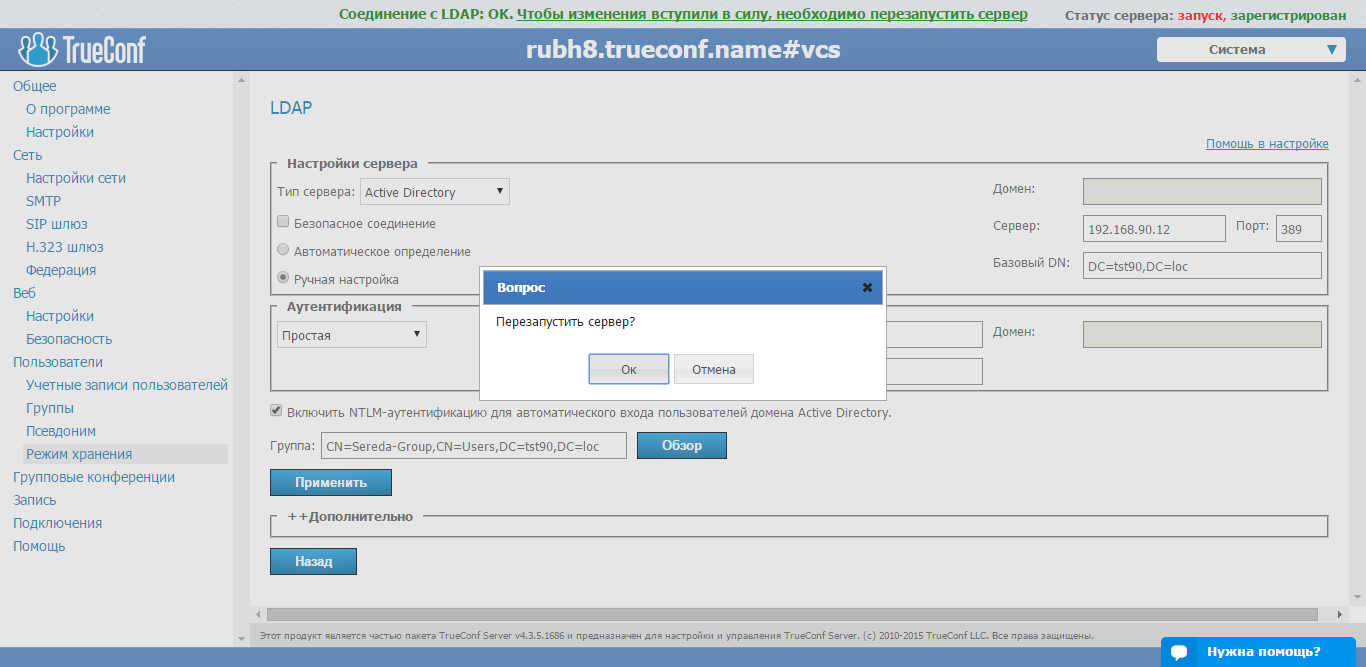 Соединение с LDAP: OK. Чтобы изменения вступили в силу, необходимо перезапустить сервер
Статус сервера: запуск, зарегистрирован
TrueConf
rubh8.trueconf.name#vcs
Система
Общее
О программе
Настройки
Сеть
Настройки сети
SMTP
SIP шлюз
H.323 шлюз
Федерация
Веб
Настройки
Безопасность
Пользователи
Учетные записи пользователей
Группы
Псевдоним
Режим хранения
Групповые конференции
Запись
Подключения
Помощь
LDAP
Помощь в настройке
Настройки сервера
Тип сервера: Active Directory
Домен:
Безопасное соединение
Сервер: 192.168.90.12 Порт: 389
Автоматическое определение
Базовый DN: DC=tst90,DC=loc
Ручная настройка
Аутентификация
Простая
Домен:
Вопрос
Перезапустить сервер?
Ок Отмена
Включить NTLM-аутентификацию для автоматического входа пользователей домена Active Directory.
Группа: CN=Sereda-Group,CN=Users,DC=tst90,DC=loc Обзор
Применить
++Дополнительно
Назад
Этот продукт является частью пакета TrueConf Server v4.3.5.1686 и предназначен для настройки и управления TrueConf Server. (c) 2010-2015 TrueConf LLC. Все права защищены.
Нужна помощь?